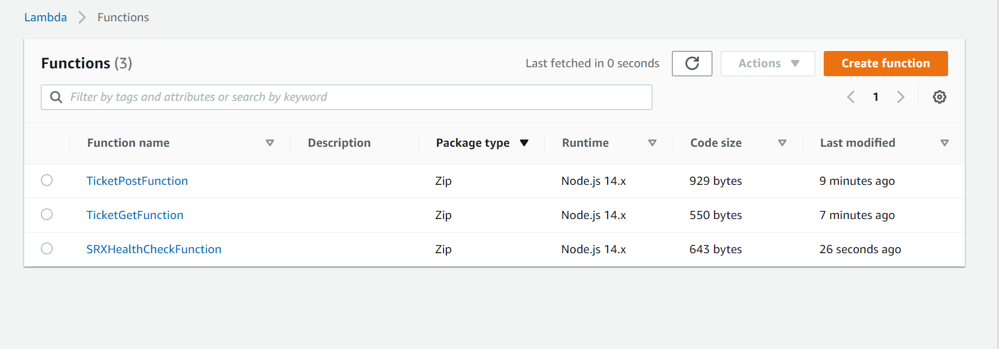 Lambda Functions
Functions (3) Last fetched in 0 seconds Actions Create function
Filter by tags and attributes or search by keyword 1
Function name Description Package type Runtime Code size Last modified
TicketPostFunction Zip Node.js 14.x 929 bytes 9 minutes ago
TicketGetFunction Zip Node.js 14.x 550 bytes 7 minutes ago
SRXHealthCheckFunction Zip Node.js 14.x 643 bytes 26 seconds ago